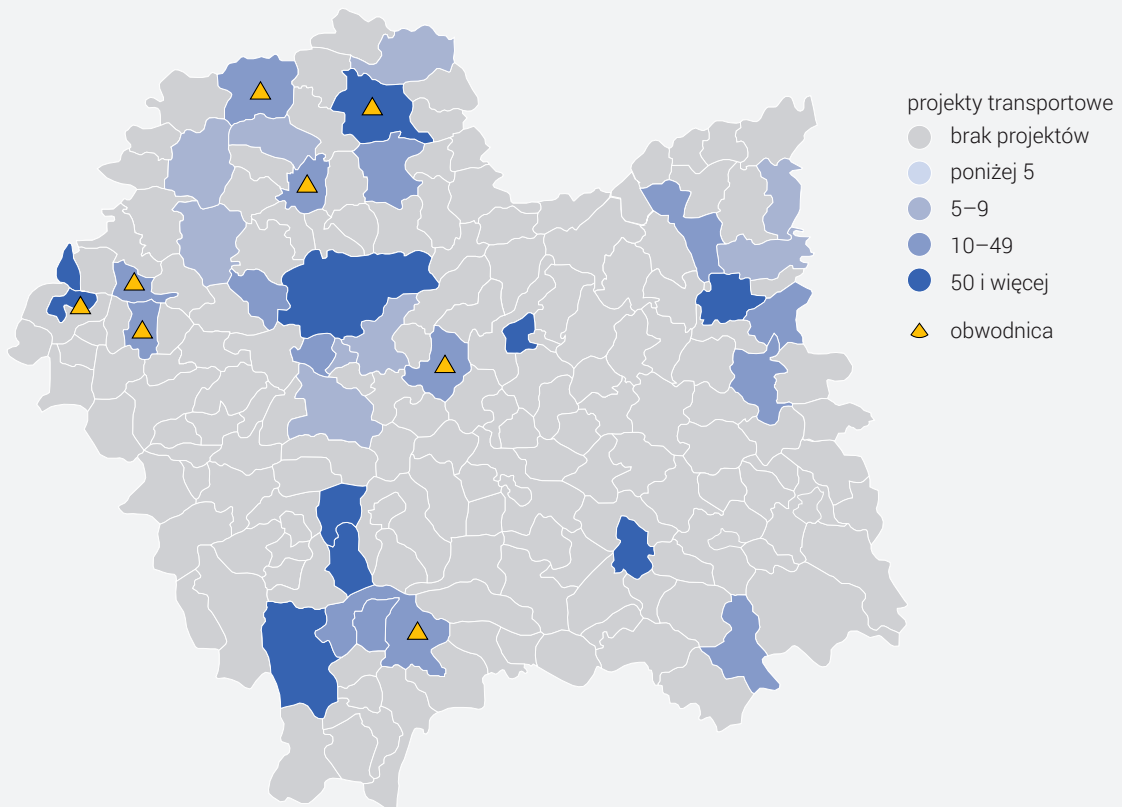 projekty transportowe
brak projektów
poniżej 5
5–9
10–49
50 i więcej
obwodnica